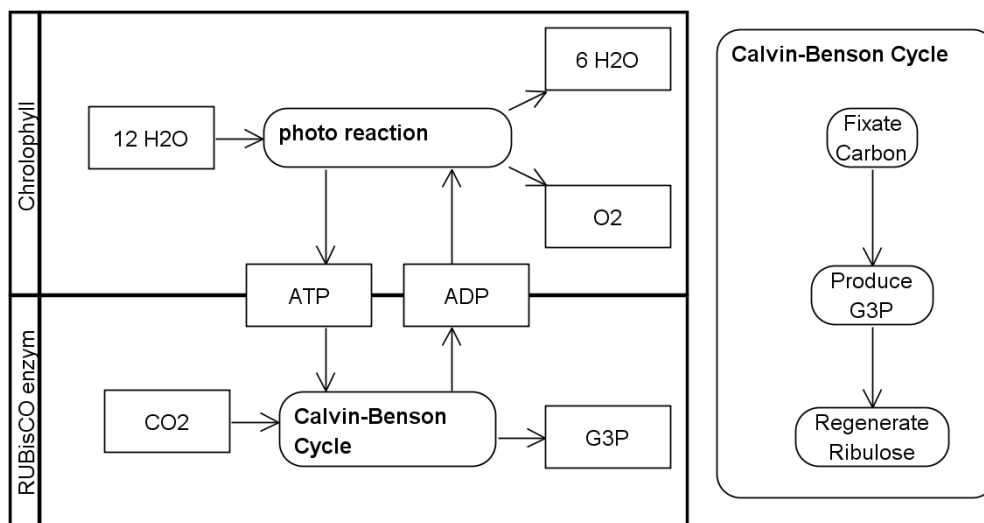 Chrolophyll
12 H2O
photo reaction
6 H2O
O2
ATP
ADP
RUBisCO enzym
CO2
Calvin-Benson
Cycle
G3P
Calvin-Benson Cycle
Fixate
Carbon
Produce
G3P
Regenerate
Ribulose